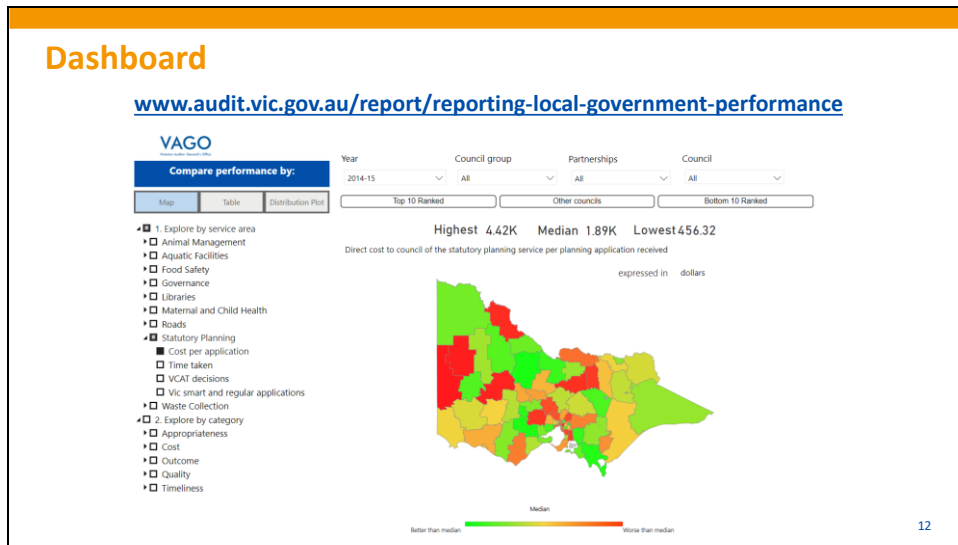 Dashboard
www.audit.vic.gov.au/report/reporting-local-government-performance
VAGO
Victorian Auditor-General's Office
Compare performance by:
Map Table Distribution Plot
Year Council group Partnerships Council
2014-15 All All All
Top 10 Ranked Other councils Bottom 10 Ranked
Highest 4.42K Median 1.89K Lowest 456.32
Direct cost to council of the statutory planning service per planning application received
expressed in dollars
1. Explore by service area
Animal Management
Aquatic Facilities
Food Safety
Governance
Libraries
Maternal and Child Health
Roads
Statutory Planning
Cost per application
Time taken
VCAT decisions
Vic smart and regular applications
Waste Collection
2. Explore by category
Appropriateness
Cost
Outcome
Quality
Timeliness
Median
Better than median Worse than median
12